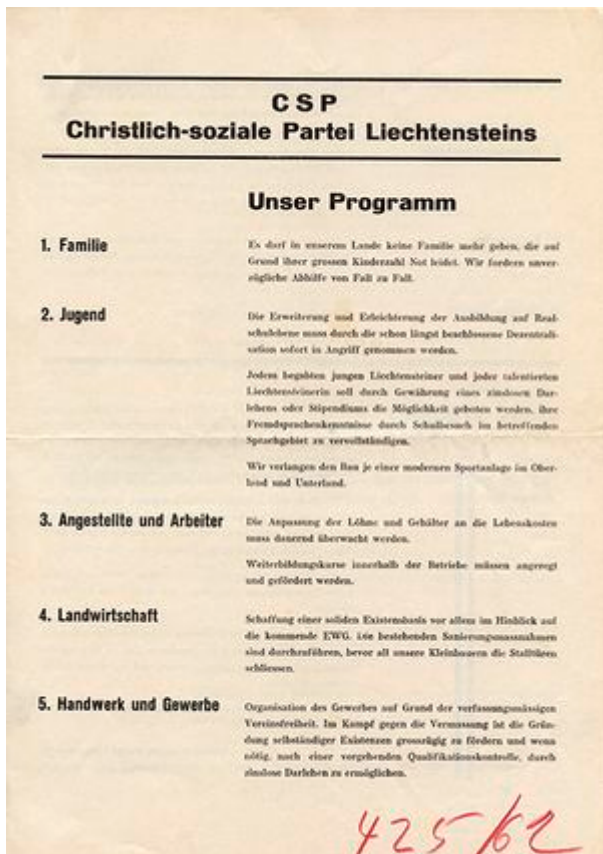 CSP
Christlich-soziale Partei Liechtensteins
Unser Programm
1. Familie
Es darf in unserem Lande keine Familie mehr geben, die auf
Grund ihrer grossen Kinderzahl Not leidet. Wir fordern unver-
zügliche Abhilfe von Fall zu Fall.
2. Jugend
Die Erweiterung und Erleichterung der Ausbildung auf Real-
schulebene muss durch die schon längst beschlossene Dezentrali-
sation sofort in Angriff genommen werden.
Jedem begabten jungen Liechtensteiner und jeder talentierten
Liechtensteinerin soll durch Gewährung eines zinslosen Dar-
lehens oder Stipendiums die Möglichkeit geboten werden, ihre
Fremdsprachenkenntnisse durch Schulbesuch im betreffenden
Sprachgebiet zu vervollständigen.
Wir verlangen den Bau je einer modernen Sportanlage im Ober-
land und Unterland.
3. Angestellte und Arbeiter
Die Anpassung der Löhne und Gehälter an die Lebenskosten
muss dauernd überwacht werden.
Weiterbildungskurse innerhalb der Betriebe müssen angeregt
und gefördert werden.
4. Landwirtschaft
Schaffung einer soliden Existenzbasis vor allem im Hinblick auf
die kommende EWG. Die bestehenden Sanierungsmassnahmen
sind durchzuführen, bevor all unsere Kleinbauern die Stalltüren
schliessen.
5. Handwerk und Gewerbe
Organisation des Gewerbes auf Grund der verfassungsmässigen
Vereinsfreiheit. Im Kampf gegen die Vermassung ist die Grün-
dung selbständiger Existenzen grosszügig zu fördern und wenn
nötig, nach einer vorgehenden Qualifikationskontrolle, durch
zinslose Darlehen zu ermöglichen.
425/62